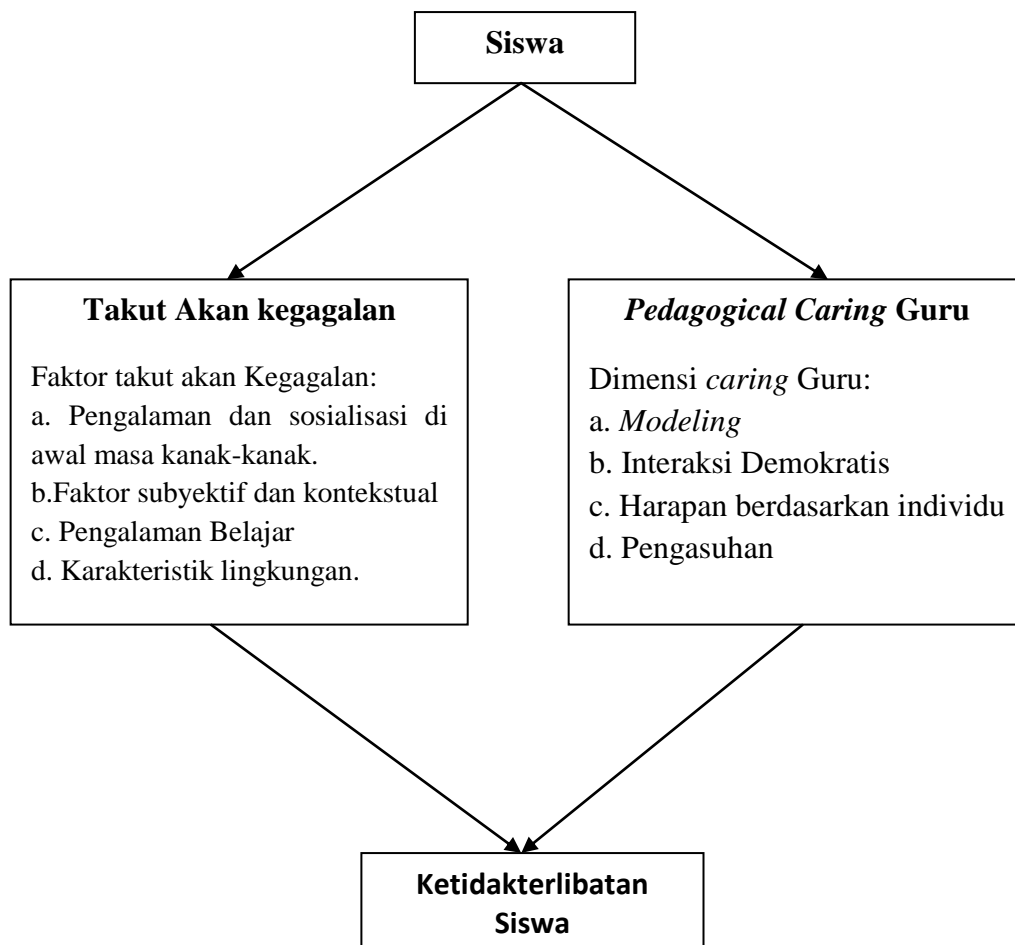 Siswa
Takut Akan kegagalan
Faktor takut akan Kegagalan:
a. Pengalaman dan sosialisasi di
awal masa kanak-kanak.
b.Faktor subyektif dan kontekstual
c. Pengalaman Belajar
d. Karakteristik lingkungan.
Pedagogical Caring Guru
Dimensi caring Guru:
a. Modeling
b. Interaksi Demokratis
c. Harapan berdasarkan individu
d. Pengasuhan
Ketidakterlibatan
Siswa